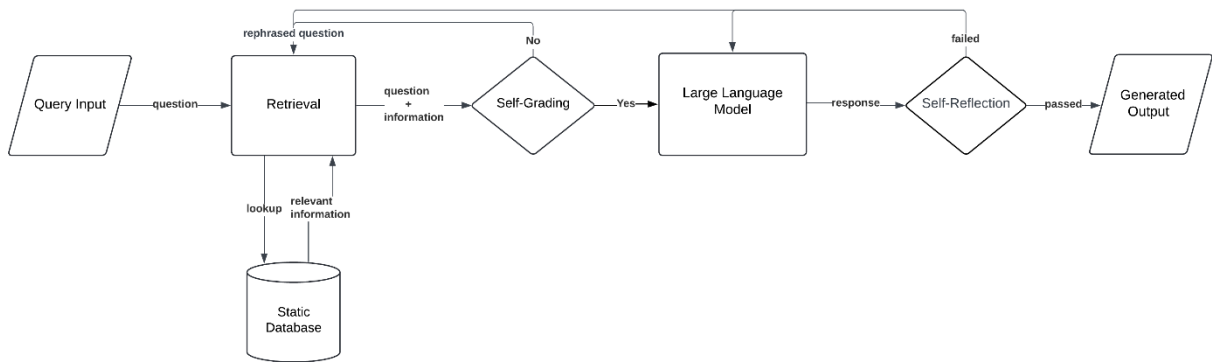 rephrased question
No
failed
Query Input
question
Retrieval
question
+
information
Self-Grading
Yes
Large Language
Model
response
Self-Reflection
passed
Generated
Output
lookup
relevant
information
Static
Database